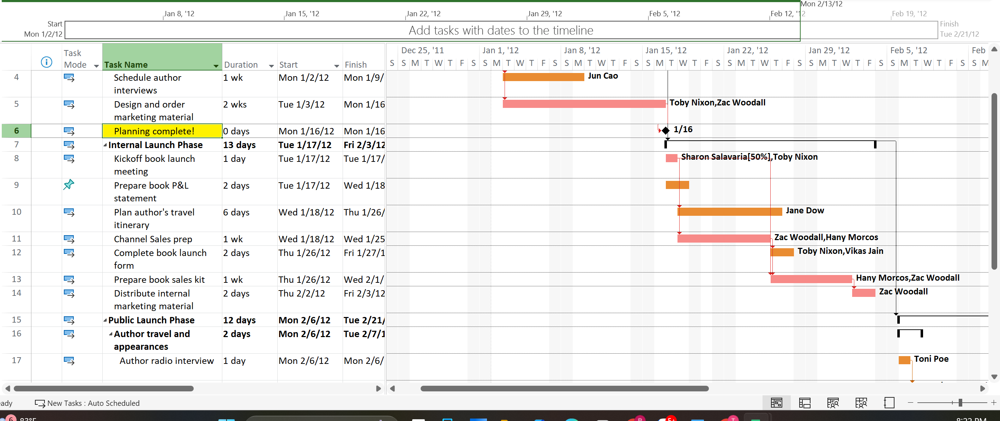 Mon 2/13/12
Jan 8, '12 Jan 15, '12 Jan 22, '12 Jan 29, '12 Feb 5, '12 Feb 12, '12 Feb 19, '12
Start
Mon 1/2/12
Add tasks with dates to the timeline
Finish
Tue 2/21/12
Task Mode Task Name Duration Start Finish
Dec 25, '11 Jan 1, '12 Jan 8, '12 Jan 15, '12 Jan 22, '12 Jan 29, '12 Feb 5, '12 Feb
S S M T W T F S S M T W T F S S M T W T F S S M T W T F S S M T W T F S S M T W T F S S M T W T F S S M
4 Schedule author interviews 1 wk Mon 1/2/12 Mon 1/9/ Jun Cao
5 Design and order marketing material 2 wks Tue 1/3/12 Mon 1/16 Toby Nixon,Zac Woodall
6 Planning complete! 0 days Mon 1/16/12 Mon 1/16 1/16
7 Internal Launch Phase 13 days Tue 1/17/12 Fri 2/3/12
8 Kickoff book launch meeting 1 day Tue 1/17/12 Tue 1/17/ Sharon Salavaria[50%],Toby Nixon
9 Prepare book P&L statement 2 days Tue 1/17/12 Wed 1/18
10 Plan author's travel itinerary 6 days Wed 1/18/12 Thu 1/26/ Jane Dow
11 Channel Sales prep 1 wk Wed 1/18/12 Wed 1/25 Zac Woodall,Hany Morcos
12 Complete book launch form 2 days Thu 1/26/12 Fri 1/27/1 Toby Nixon,Vikas Jain
13 Prepare book sales kit 1 wk Thu 1/26/12 Wed 2/1/ Hany Morcos,Zac Woodall
14 Distribute internal marketing material 2 days Thu 2/2/12 Fri 2/3/12 Zac Woodall
15 Public Launch Phase 12 days Mon 2/6/12 Tue 2/21/
16 Author travel and appearances 2 days Mon 2/6/12 Tue 2/7/1
17 Author radio interview 1 day Mon 2/6/12 Mon 2/6/ Toni Poe
eady New Tasks : Auto Scheduled
6 83°F 5+ 8:22 PM